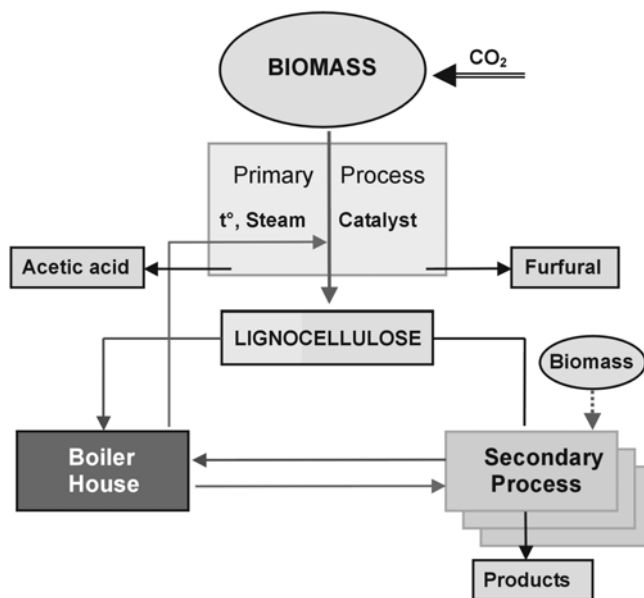 BIOMASS
CO₂
Primary Process
t°, Steam Catalyst
Acetic acid
Furfural
LIGNOCELLULOSE
Biomass
Boiler
House
Secondary
Process
Products